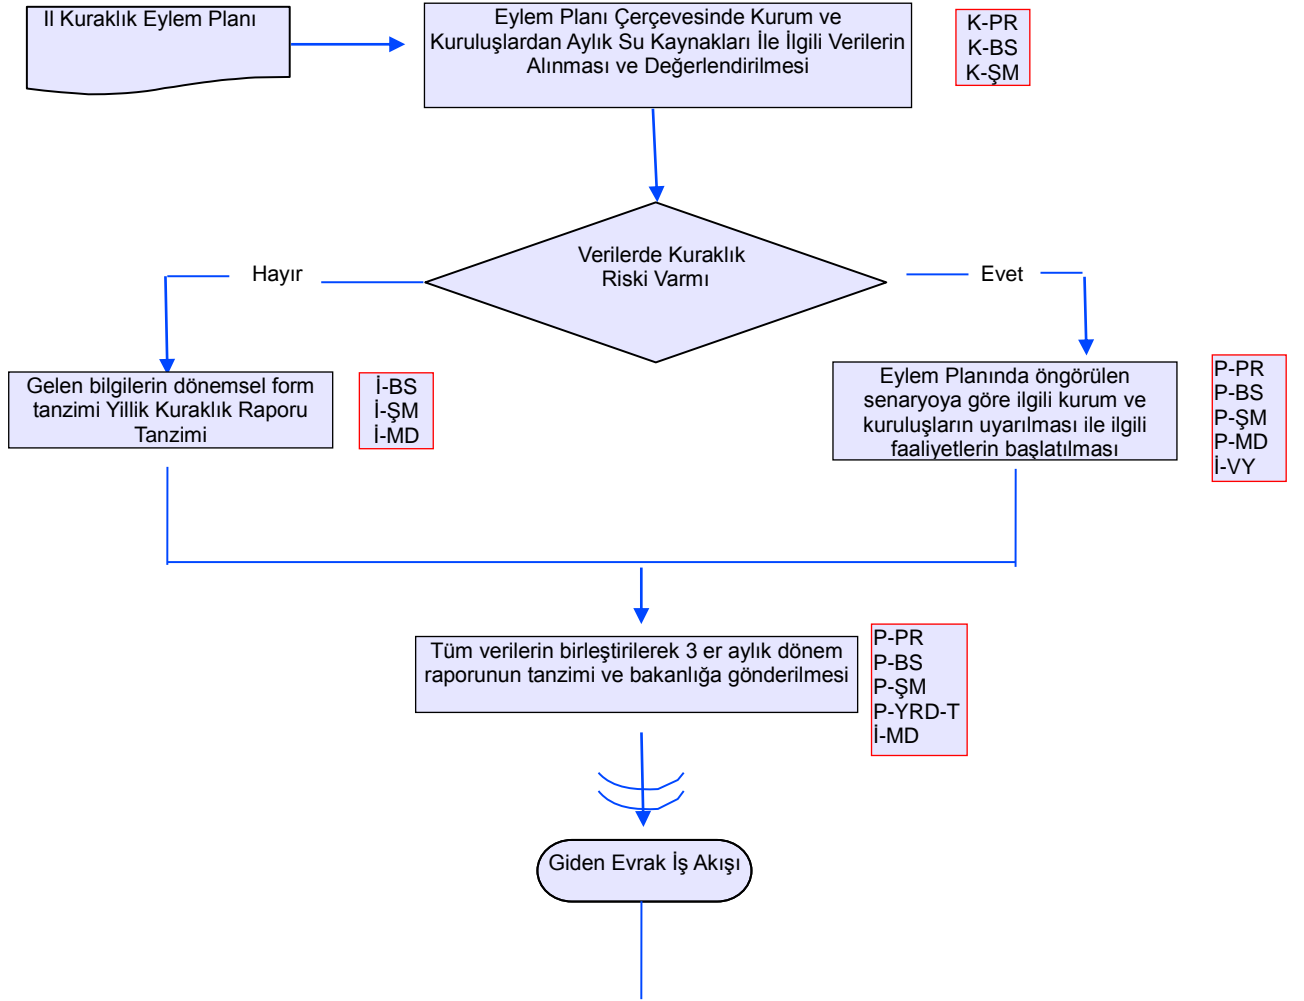 Il Kuraklık Eylem Planı
Eylem Planı Çerçevesinde Kurum ve
Kuruluşlardan Aylık Su Kaynakları İle İlgili Verilerin
Alınması ve Değerlendirilmesi
K-PR
K-BS
K-ŞM
Verilerde Kuraklık
Riski Varmı
Hayır
Evet
Gelen bilgilerin dönemsel form
tanzimi Yillik Kuraklık Raporu
Tanzimi
İ-BS
İ-ŞM
İ-MD
Eylem Planında öngörülen
senaryoya göre ilgili kurum ve
kuruluşların uyarılması ile ilgili
faaliyetlerin başlatılması
P-PR
P-BS
P-ŞM
P-MD
İ-VY
Tüm verilerin birleştirilerek 3 er aylık dönem
raporunun tanzimi ve bakanlığa gönderilmesi
P-PR
P-BS
P-ŞM
P-YRD-T
İ-MD
Giden Evrak İş Akışı